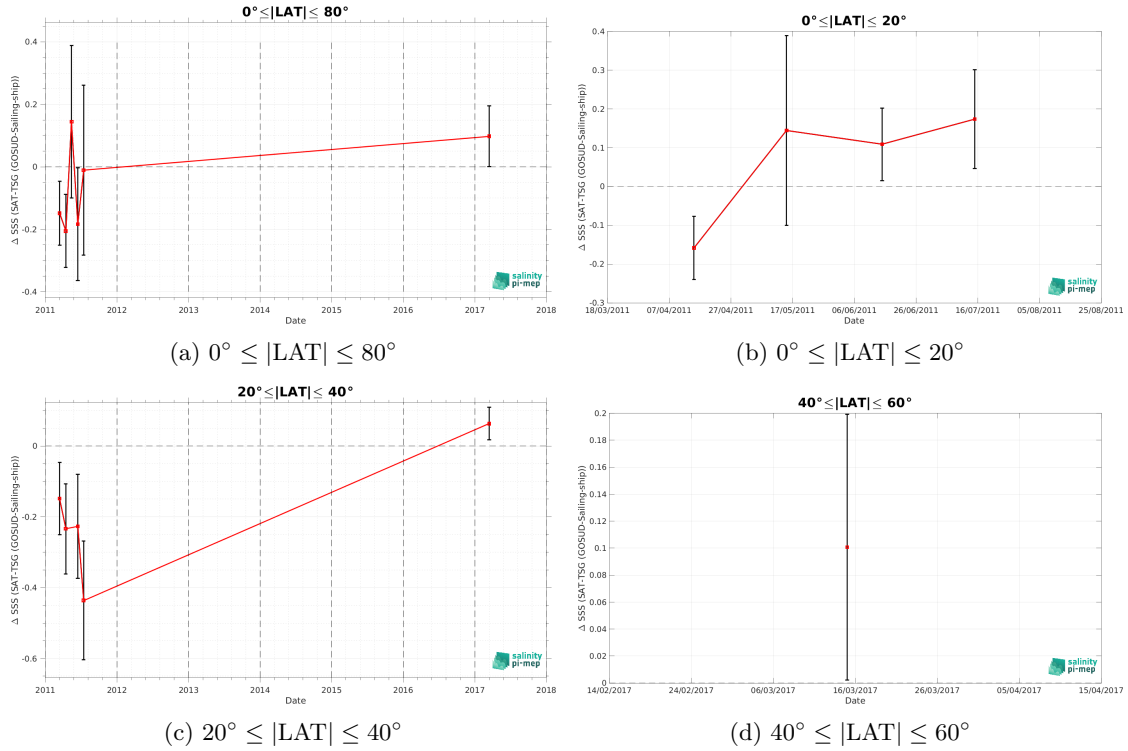 0°≤|LAT|≤ 80°
Δ SSS (SAT-TSG (GOSUD-Sailing-ship))
0.4
0.2
0
-0.2
-0.4
2011 2012 2013 2014 2015 2016 2017 2018
Date
salinity
pi-mep
(a) 0° ≤ |LAT| ≤ 80°
0°≤|LAT|≤ 20°
Δ SSS (SAT-TSG (GOSUD-Sailing-ship))
0.4
0.3
0.2
0.1
0
-0.1
-0.2
-0.3
18/03/2011 07/04/2011 27/04/2011 17/05/2011 06/06/2011 26/06/2011 16/07/2011 05/08/2011 25/08/2011
Date
salinity
pi-mep
(b) 0° ≤ |LAT| ≤ 20°
20°≤|LAT|≤ 40°
Δ SSS (SAT-TSG (GOSUD-Sailing-ship))
0
-0.2
-0.4
-0.6
2011 2012 2013 2014 2015 2016 2017 2018
Date
salinity
pi-mep
(c) 20° ≤ |LAT| ≤ 40°
40°≤|LAT|≤ 60°
Δ SSS (SAT-TSG (GOSUD-Sailing-ship))
0.2
0.18
0.16
0.14
0.12
0.1
0.08
0.06
0.04
0.02
0
14/02/2017 24/02/2017 06/03/2017 16/03/2017 26/03/2017 05/04/2017 15/04/2017
Date
salinity
pi-mep
(d) 40° ≤ |LAT| ≤ 60°